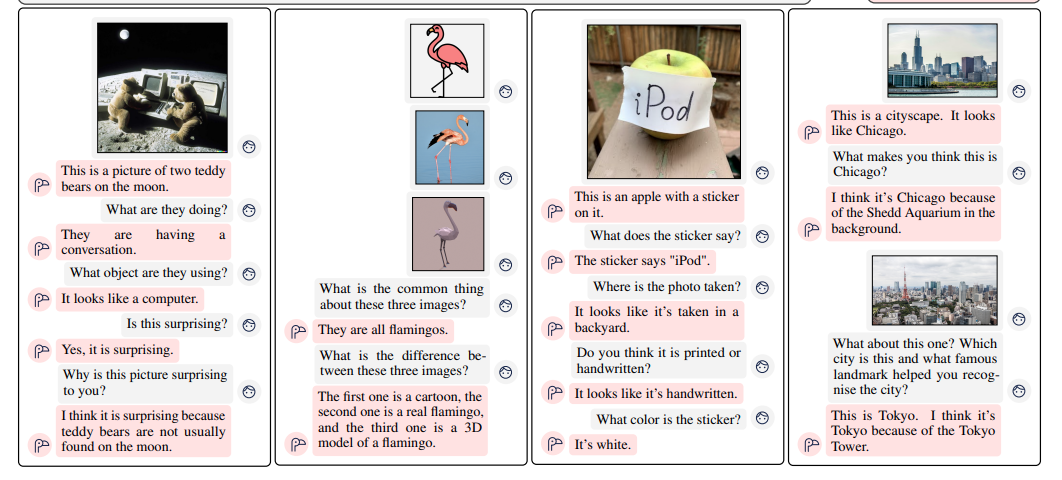 This is a picture of two teddy
bears on the moon.
What are they doing?
They are having a
conversation.
What object are they using?
It looks like a computer.
Is this surprising?
Yes, it is surprising.
Why is this picture surprising
to you?
I think it is surprising because
teddy bears are not usually
found on the moon.
What is the common thing
about these three images?
They are all flamingos.
What is the difference be-
tween these three images?
The first one is a cartoon, the
second one is a real flamingo,
and the third one is a 3D
model of a flamingo.
iPod
This is an apple with a sticker
on it.
What does the sticker say?
The sticker says "iPod".
Where is the photo taken?
It looks like it's taken in a
backyard.
Do you think it is printed or
handwritten?
It looks like it's handwritten.
What color is the sticker?
It's white.
This is a cityscape. It looks
like Chicago.
What makes you think this is
Chicago?
I think it's Chicago because
of the Shedd Aquarium in the
background.
What about this one? Which
city is this and what famous
landmark helped you recog-
nise the city?
This is Tokyo. I think it's
Tokyo because of the Tokyo
Tower.